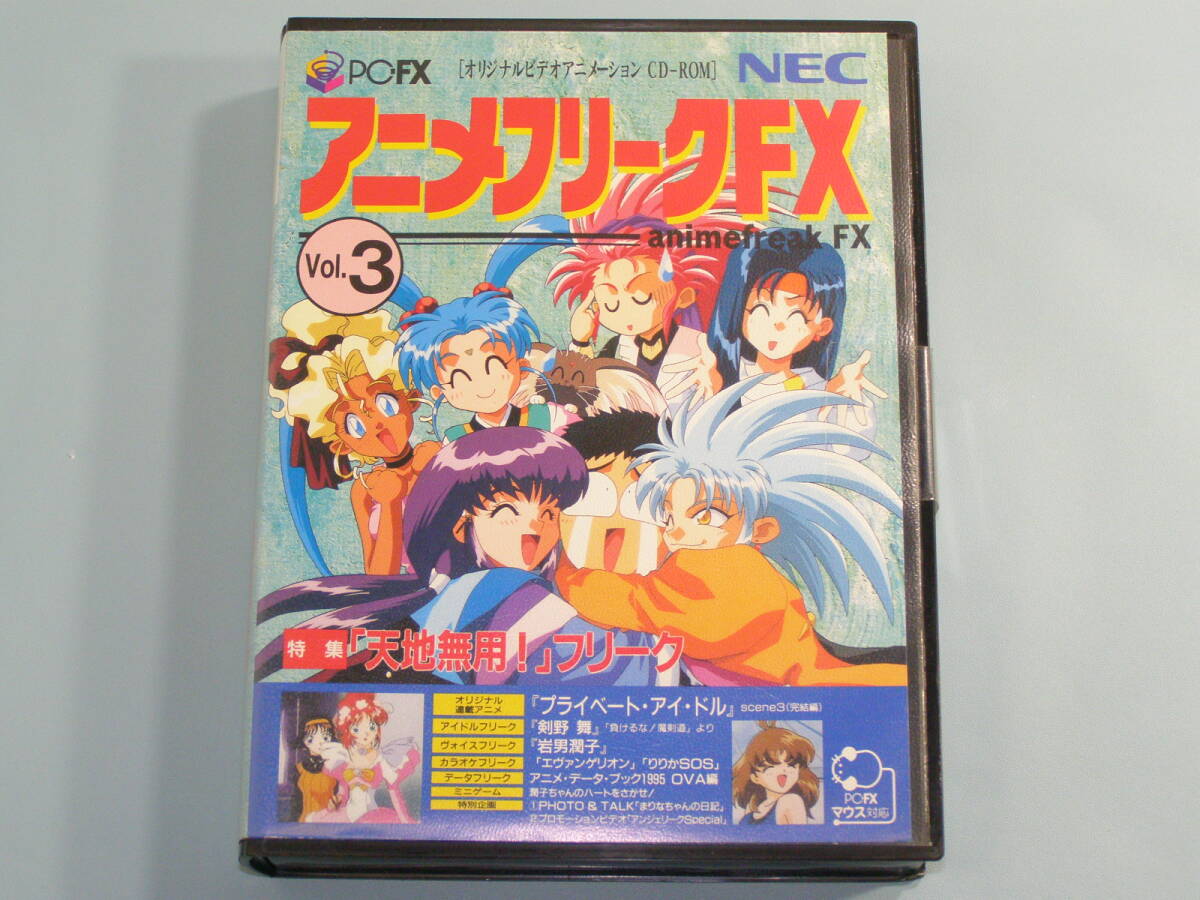 PC-FX
[オリジナルビデオアニメーション CD-ROM]
NEC
アニメフリークFX
animefreak FX
Vol.3
特集「天地無用!」フリーク
オリジナル連載アニメ 『プライベート・アイ・ドル』 scene3(完結編)
アイドルフリーク 『剣野 舞』「負けるな!魔剣道」より
ヴォイスフリーク 『岩男潤子』
カラオケフリーク 「エヴァンゲリオン」「りりかSOS」
データフリーク アニメ・データ・ブック1995 OVA編
ミニゲーム 潤子ちゃんのハートをさがせ!
特別企画 ①PHOTO & TALK「まりなちゃんの日記」
②プロモーションビデオ「アンジェリークSpecial」
PC-FX
マウス対応